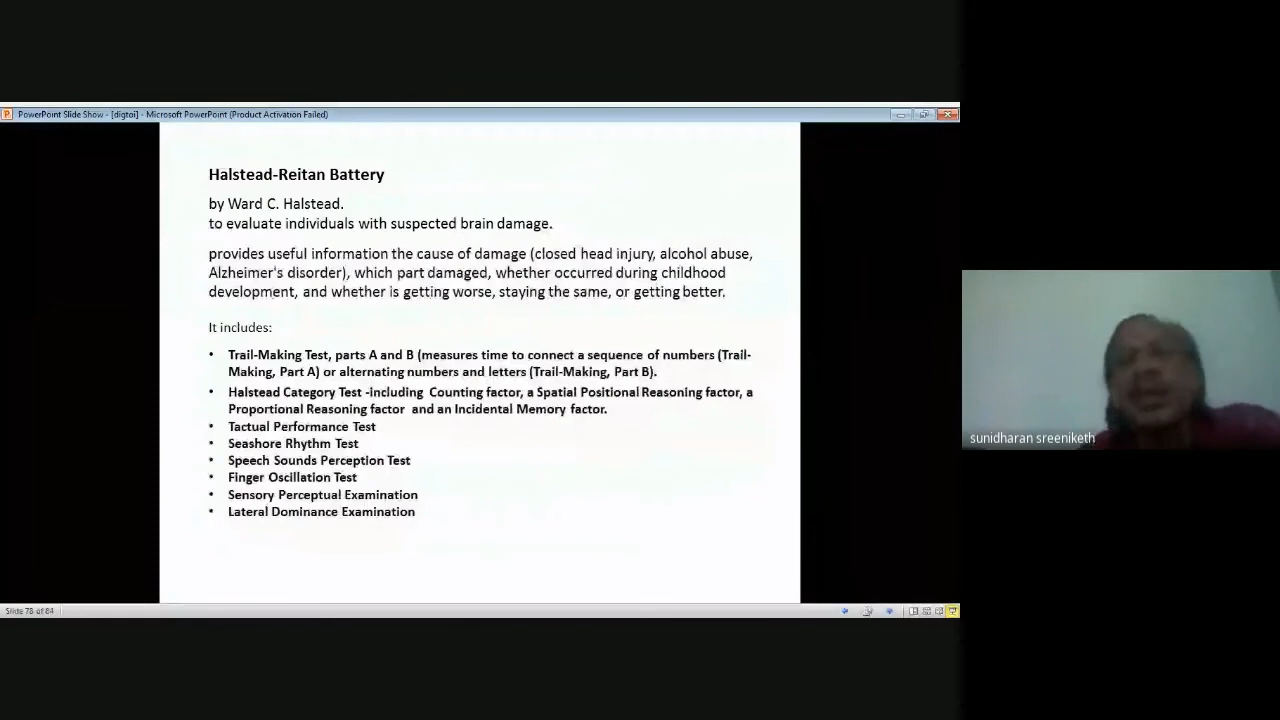 PowerPoint Slide Show - [digtoi] - Microsoft PowerPoint (Product Activation Failed)
Halstead-Reitan Battery
by Ward C. Halstead.
to evaluate individuals with suspected brain damage.
provides useful information the cause of damage (closed head injury, alcohol abuse,
Alzheimer's disorder), which part damaged, whether occurred during childhood
development, and whether is getting worse, staying the same, or getting better.
It includes:
• Trail-Making Test, parts A and B (measures time to connect a sequence of numbers (Trail-
Making, Part A) or alternating numbers and letters (Trail-Making, Part B).
• Halstead Category Test -including Counting factor, a Spatial Positional Reasoning factor, a
Proportional Reasoning factor and an Incidental Memory factor.
• Tactual Performance Test
• Seashore Rhythm Test
• Speech Sounds Perception Test
• Finger Oscillation Test
• Sensory Perceptual Examination
• Lateral Dominance Examination
Slide 78 of 84
sunidharan sreeniketh